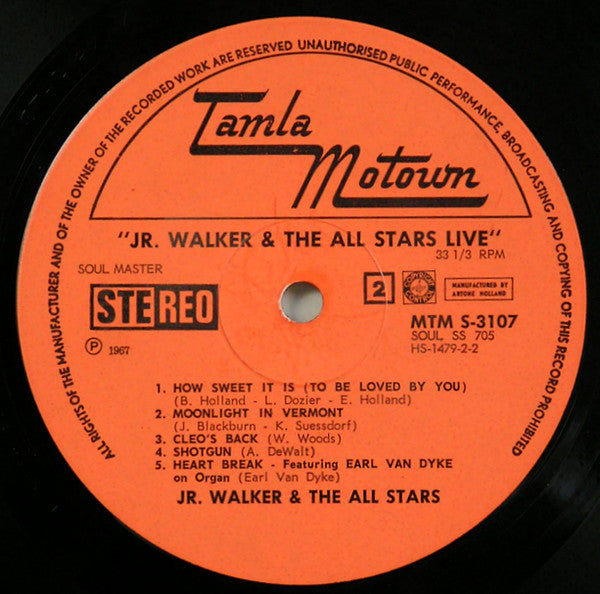 ALL RIGHTS OF THE MANUFACTURER AND OF THE OWNER OF THE RECORDED WORK ARE RESERVED UNAUTHORISED PUBLIC PERFORMANCE, BROADCASTING AND COPYING OF THIS RECORD PROHIBITED
Tamla
Motown
"JR. WALKER & THE ALL STARS LIVE"
33 1/3 RPM
SOUL MASTER
STEREO
2
MANUFACTURED BY
ARTONE HOLLAND
MTM S-3107
SOUL SS 705
HS-1479-2-2
P 1967
1. HOW SWEET IT IS (TO BE LOVED BY YOU)
(B. Holland - L. Dozier - E. Holland)
2. MOONLIGHT IN VERMONT
(J. Blackburn - K. Suessdorf)
3. CLEO'S BACK (W. Woods)
4. SHOTGUN (A. DeWalt)
5. HEART BREAK - Featuring EARL VAN DYKE
on Organ (Earl Van Dyke)
JR. WALKER & THE ALL STARS